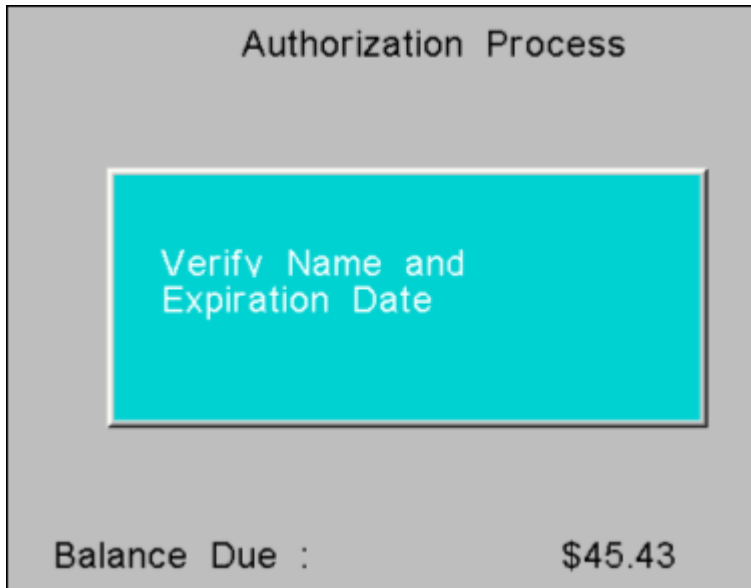 Authorization Process
Verify Name and
Expiration Date
Balance Due : $45.43